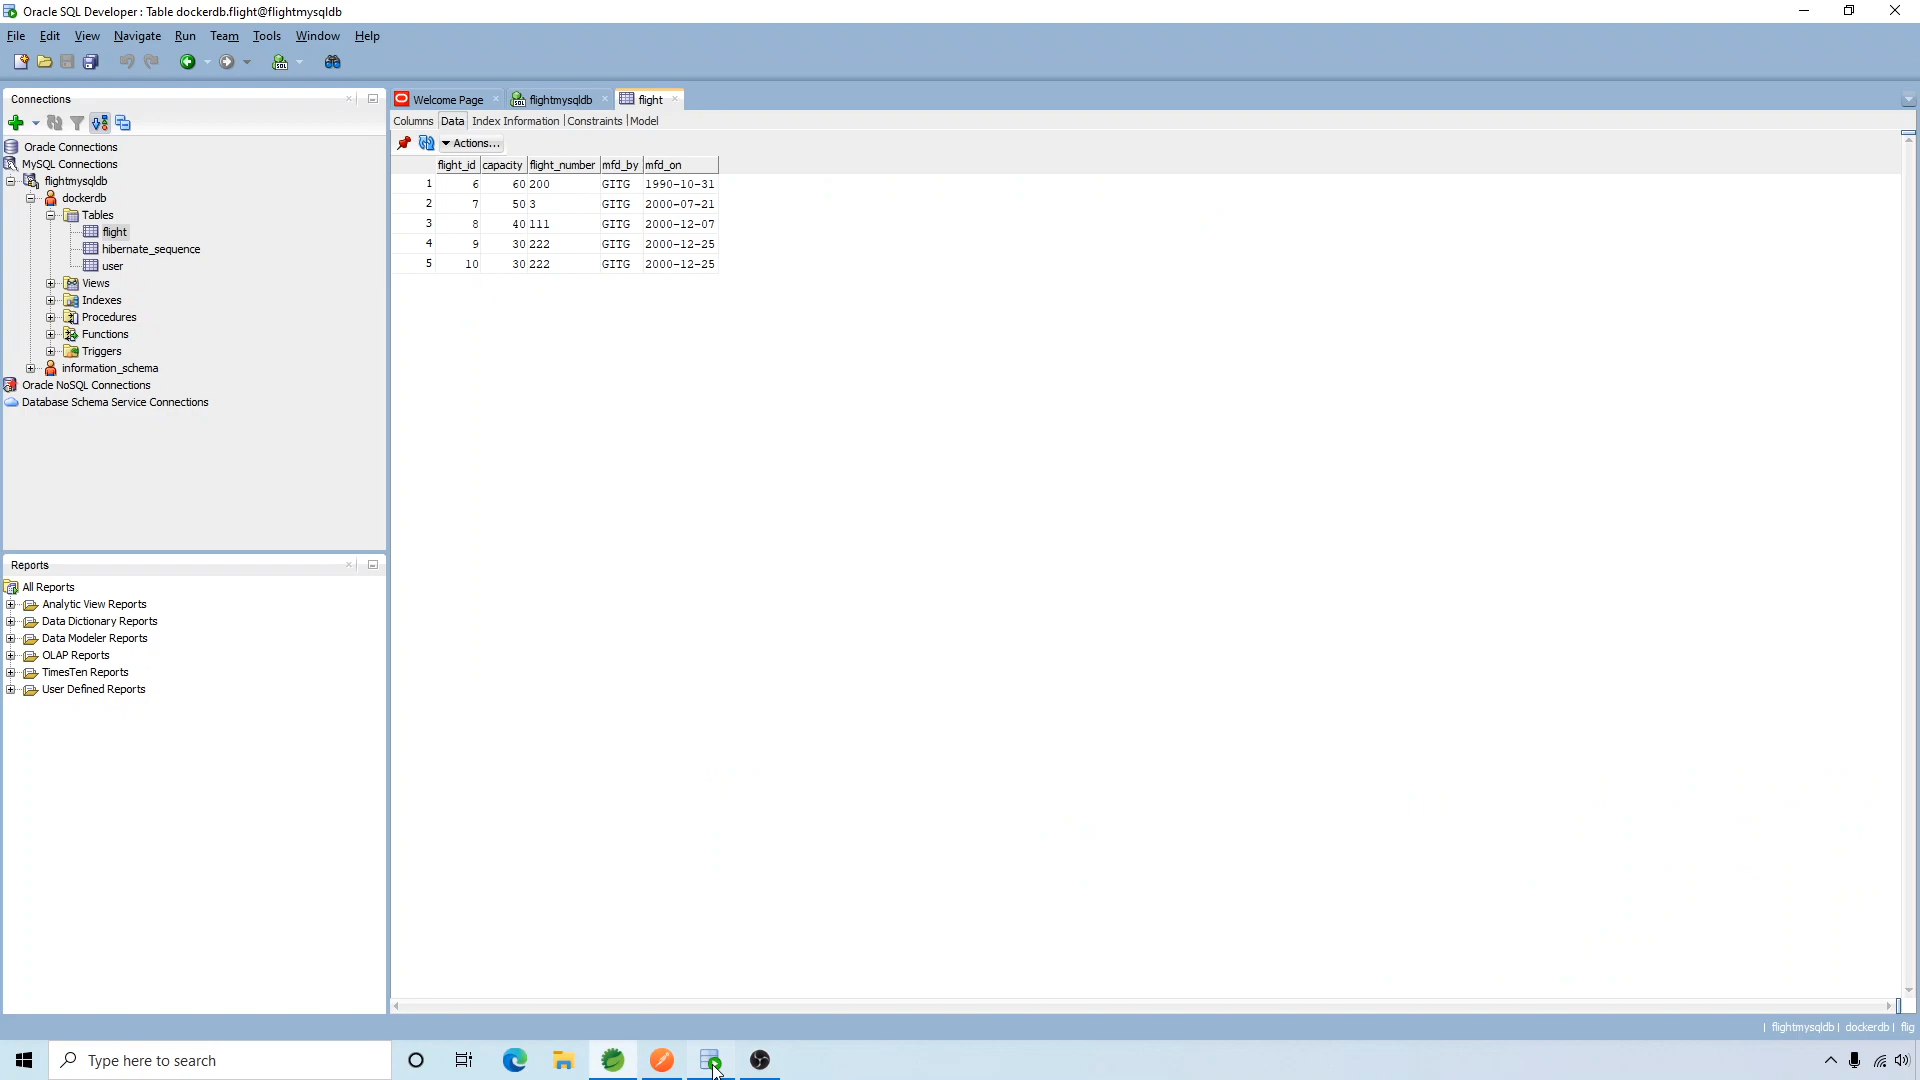 Oracle SQL Developer : Table dockerdb.flight@flightmysqldb
File Edit View Navigate Run Team Tools Window Help
Connections
Oracle Connections
MySQL Connections
flightmysqldb
dockerdb
Tables
flight
hibernate_sequence
user
Views
Indexes
Procedures
Functions
Triggers
information_schema
Oracle NoSQL Connections
Database Schema Service Connections
Reports
All Reports
Analytic View Reports
Data Dictionary Reports
Data Modeler Reports
OLAP Reports
TimesTen Reports
User Defined Reports
Welcome Page flightmysqldb flight
Columns Data Index Information Constraints Model
Actions...
flight_id capacity flight_number mfd_by mfd_on
1 6 60 200 GITG 1990-10-31
2 7 50 3 GITG 2000-07-21
3 8 40 111 GITG 2000-12-07
4 9 30 222 GITG 2000-12-25
5 10 30 222 GITG 2000-12-25
| flightmysqldb | dockerdb | flig
Type here to search